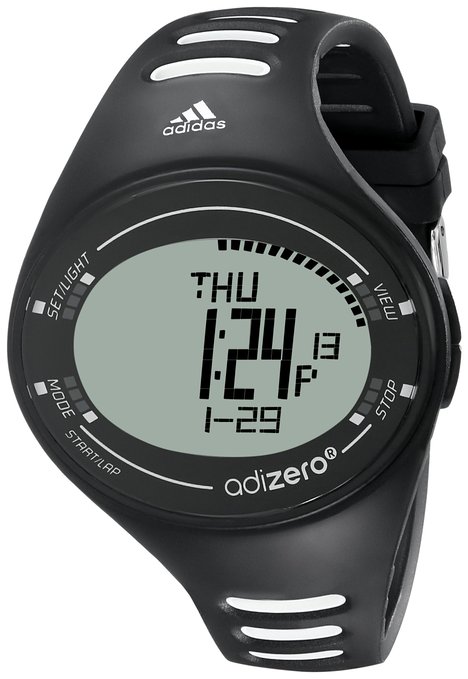 adidas
SET/LIGHT
VIEW
THU
1:24 13
P
1-29
MODE
STOP
START/LAP
adizero®